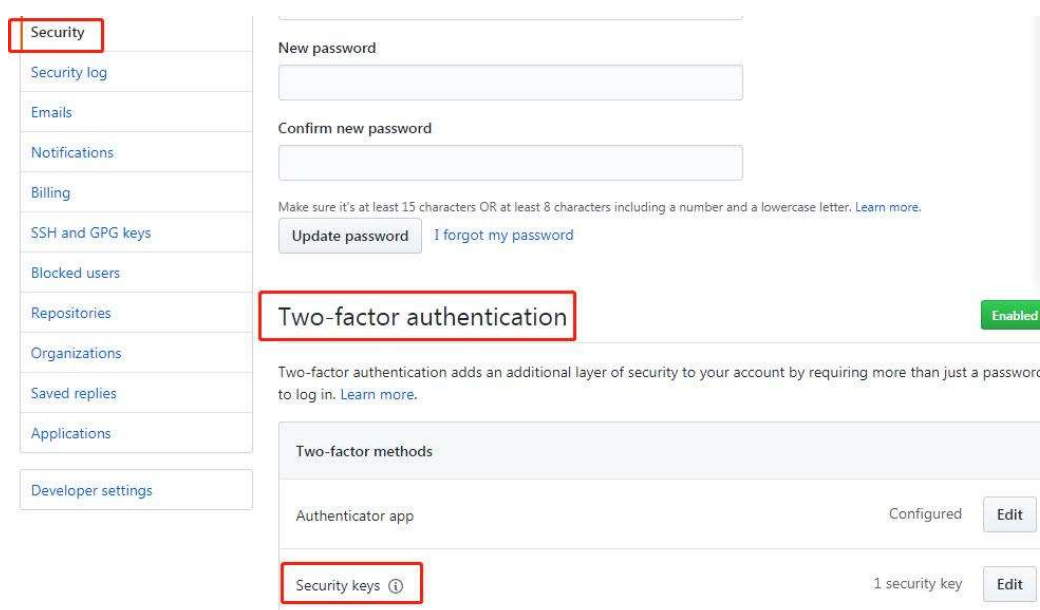 Security
Security log
Emails
Notifications
Billing
SSH and GPG keys
Blocked users
Repositories
Organizations
Saved replies
Applications
Developer settings
New password
Confirm new password
Make sure it's at least 15 characters OR at least 8 characters including a number and a lowercase letter. Learn more.
Update password I forgot my password
Two-factor authentication Enabled
Two-factor authentication adds an additional layer of security to your account by requiring more than just a password
to log in. Learn more.
Two-factor methods
Authenticator app Configured Edit
Security keys 1 security key Edit